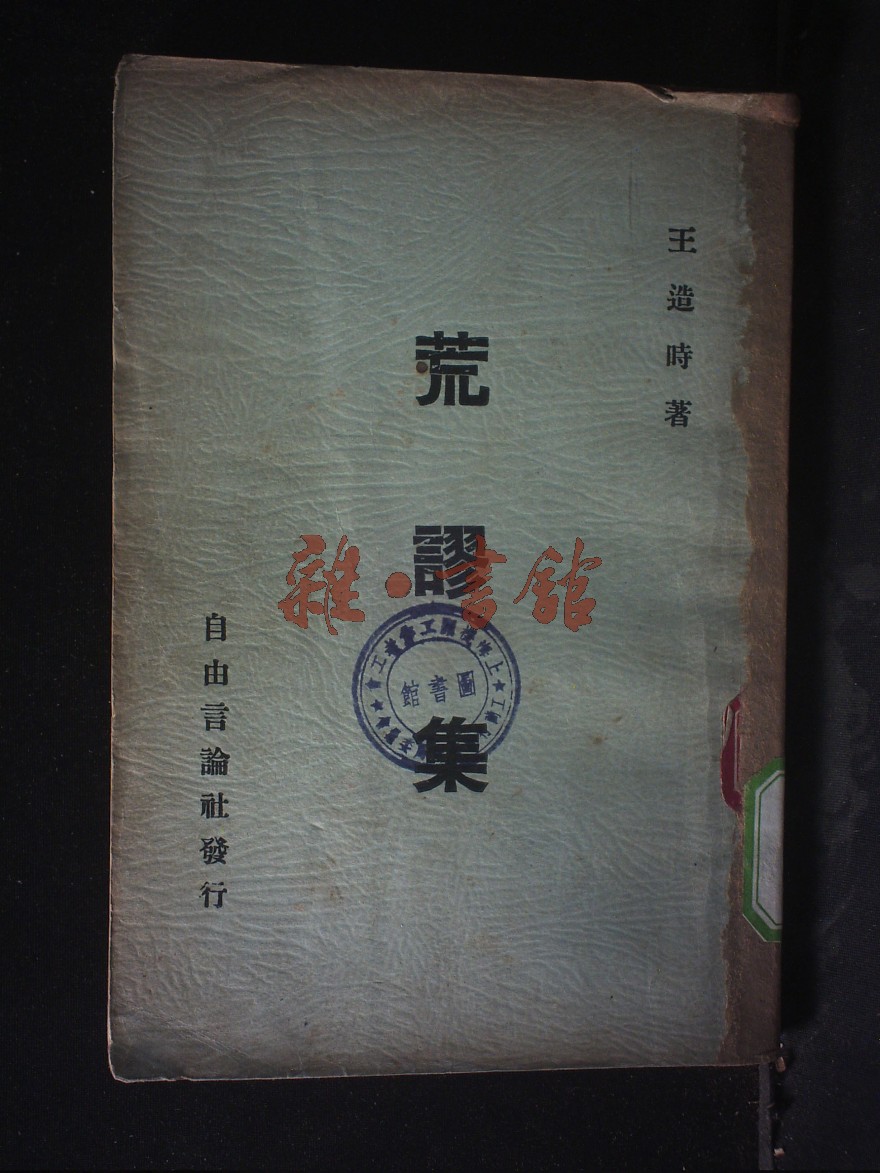 王造時著
荒謬集
自由言論社發行
雜·書館
圖書館